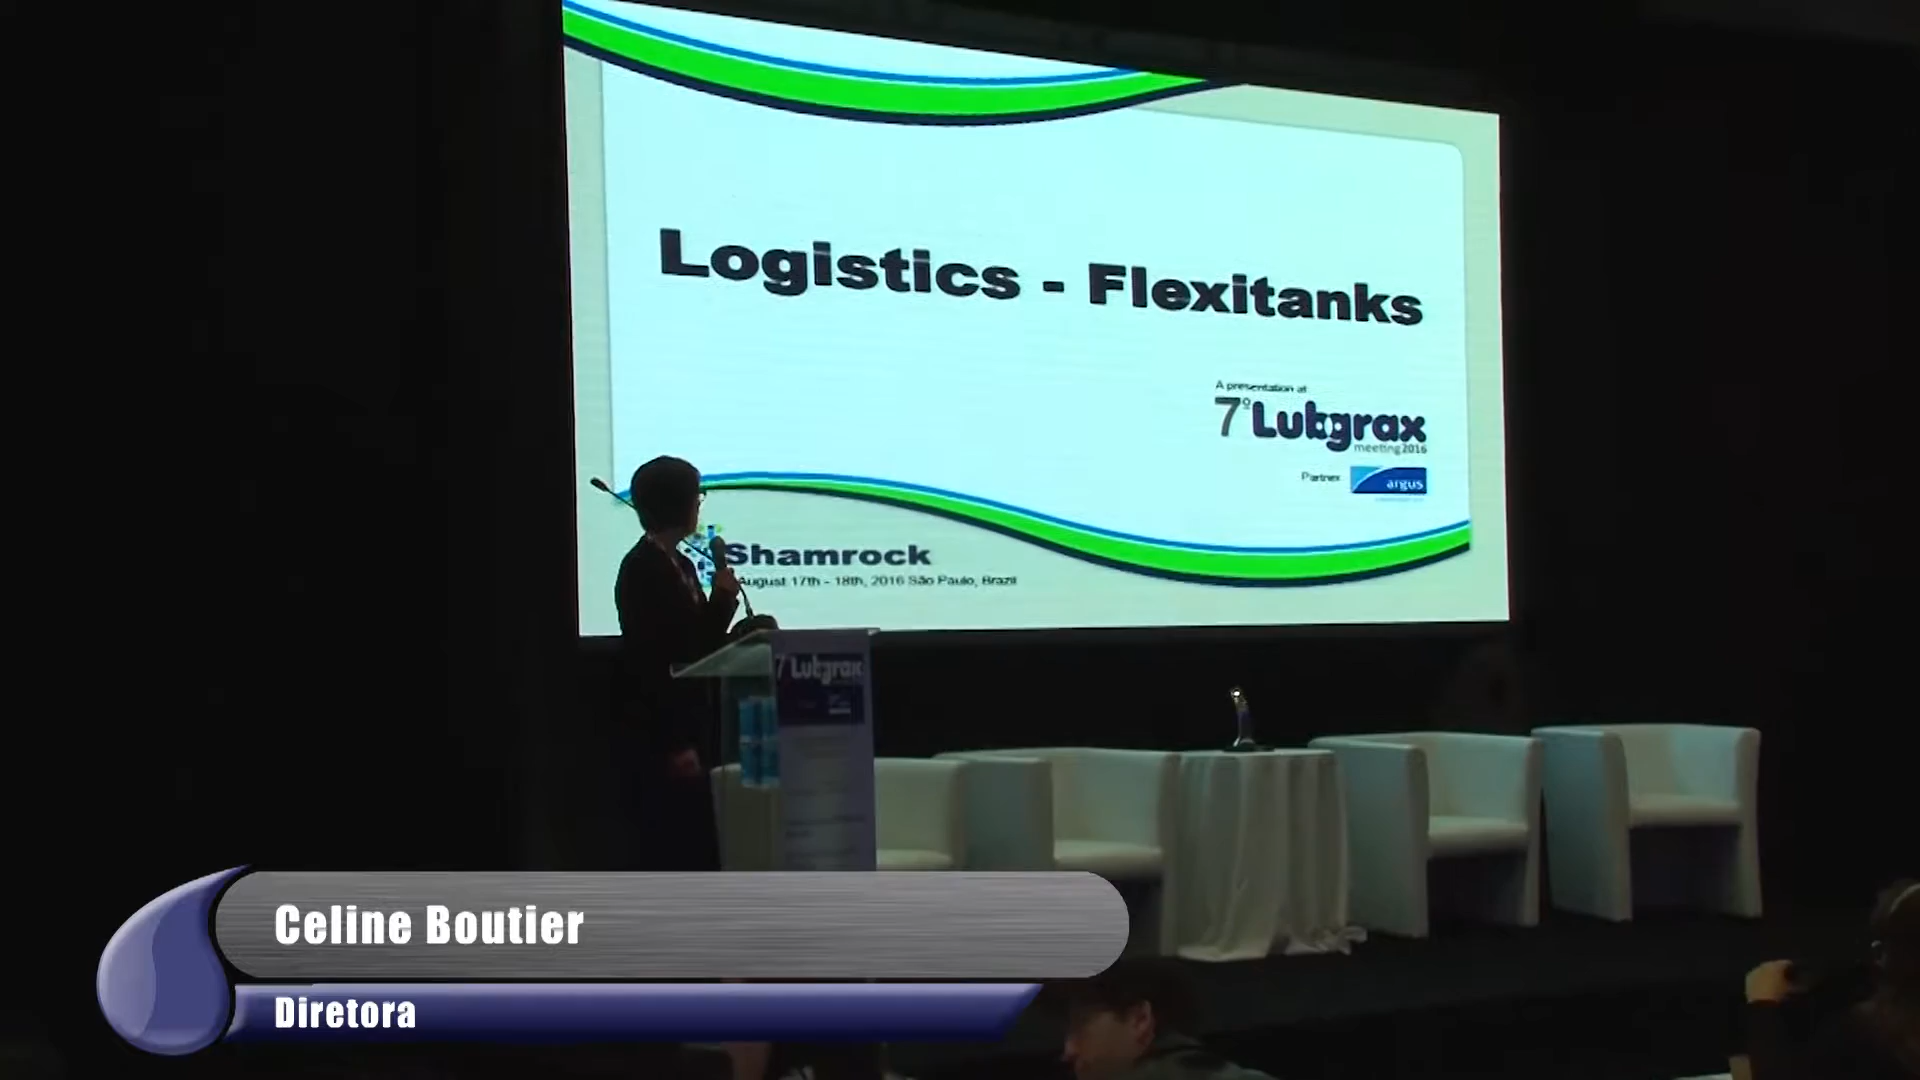 Logistics - Flexitanks
A presentation at
7º Lubgrax
meeting 2016
Partner
argus
Shamrock
August 17th - 18th, 2016 São Paulo, Brazil
7º Lubgrax
Celine Boutier
Diretora